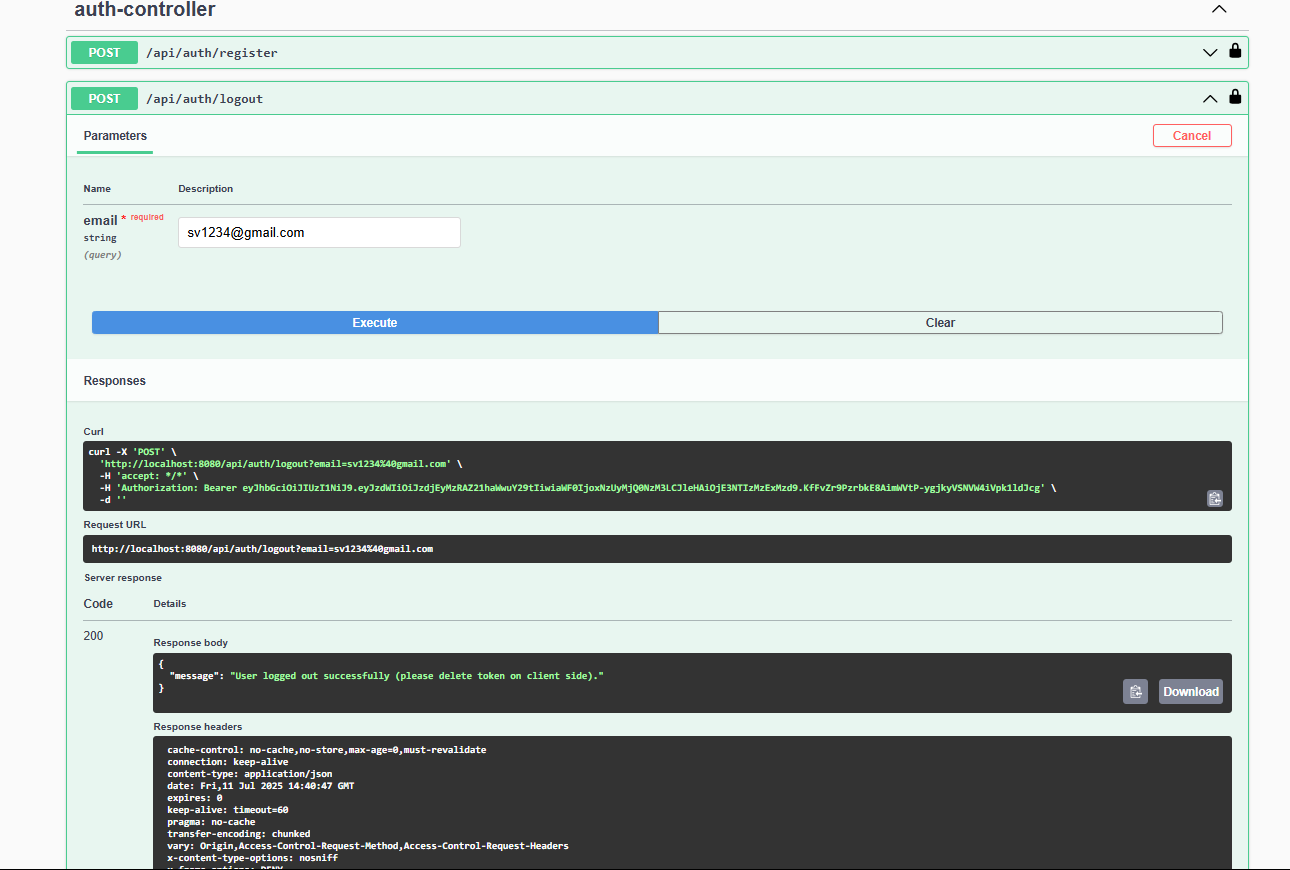 auth-controller
POST /api/auth/register
POST /api/auth/logout
Parameters
Cancel
Name Description
email * required
string
(query)
sv1234@gmail.com
Execute Clear
Responses
Curl
curl -X 'POST' \
'http://localhost:8080/api/auth/logout?email=sv1234%40gmail.com' \
-H 'accept: */*' \
-H 'Authorization: Bearer eyJhbGciOiJIUzI1NiJ9.eyJzdWIiOiJzdjEyMzRAZ21haWwuY29tIiwiaWF0IjoxNzUyMjQ0NzM3LCJleHAiOjE3NTIzMzExMzd9.KfFvZr9PzrbkE8AimWVtP-ygjkyVSNVW4iVpk1ldJcg' \
-d ''
Request URL
http://localhost:8080/api/auth/logout?email=sv1234%40gmail.com
Server response
Code Details
200
Response body
{
"message": "User logged out successfully (please delete token on client side)."
}
Download
Response headers
cache-control: no-cache,no-store,max-age=0,must-revalidate
connection: keep-alive
content-type: application/json
date: Fri,11 Jul 2025 14:40:47 GMT
expires: 0
keep-alive: timeout=60
pragma: no-cache
transfer-encoding: chunked
vary: Origin,Access-Control-Request-Method,Access-Control-Request-Headers
x-content-type-options: nosniff
x-frame-options: DENY